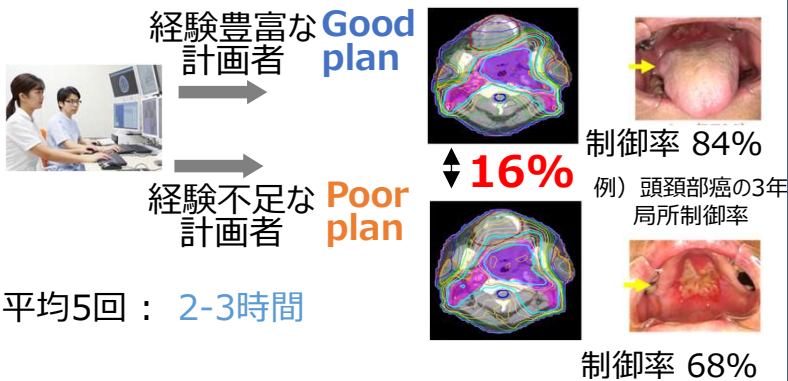 経験豊富な
計画者
Good
plan
制御率 84%
16%
例）頭頚部癌の3年
局所制御率
経験不足な
計画者
Poor
plan
平均5回： 2-3時間
制御率 68%